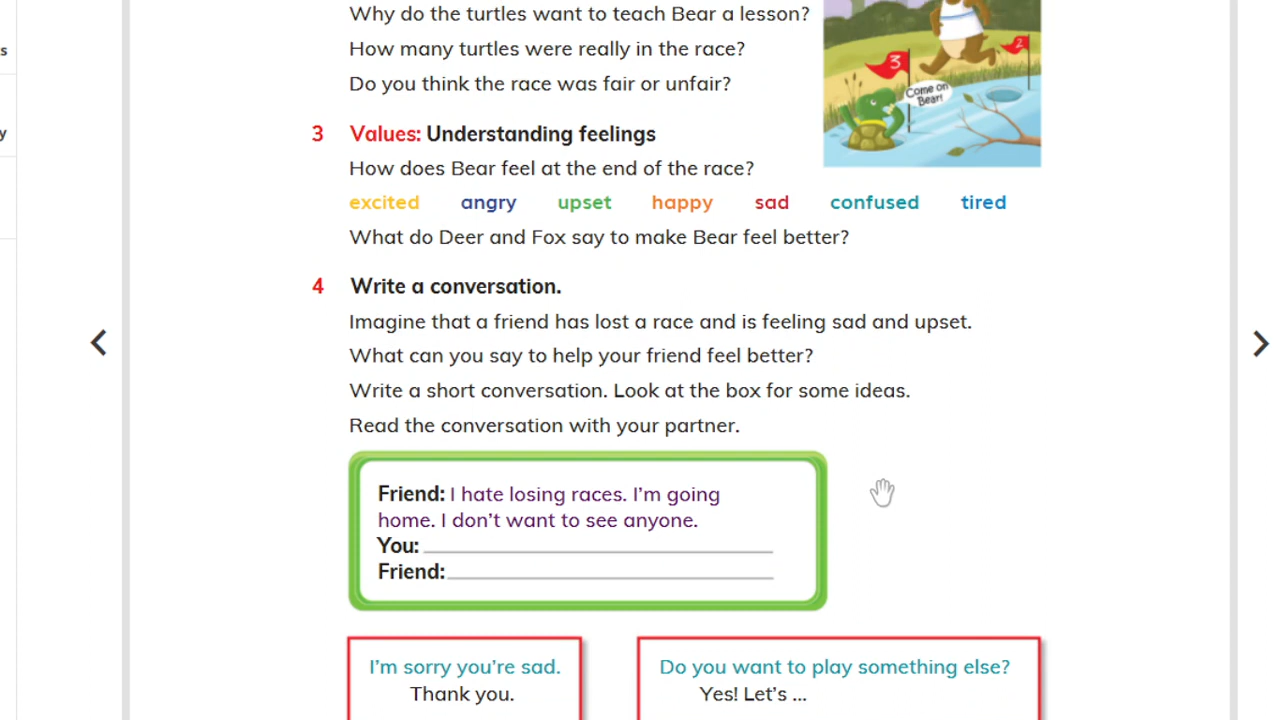 Why do the turtles want to teach Bear a lesson?
How many turtles were really in the race?
Do you think the race was fair or unfair?
2
3
Come on
Bear!
s
3 Values: Understanding feelings
y
How does Bear feel at the end of the race?
excited angry upset happy sad confused tired
What do Deer and Fox say to make Bear feel better?
4 Write a conversation.
Imagine that a friend has lost a race and is feeling sad and upset.
What can you say to help your friend feel better?
Write a short conversation. Look at the box for some ideas.
Read the conversation with your partner.
Friend: I hate losing races. I'm going
home. I don't want to see anyone.
You:
Friend:
I'm sorry you're sad.
Thank you.
Do you want to play something else?
Yes! Let's ...